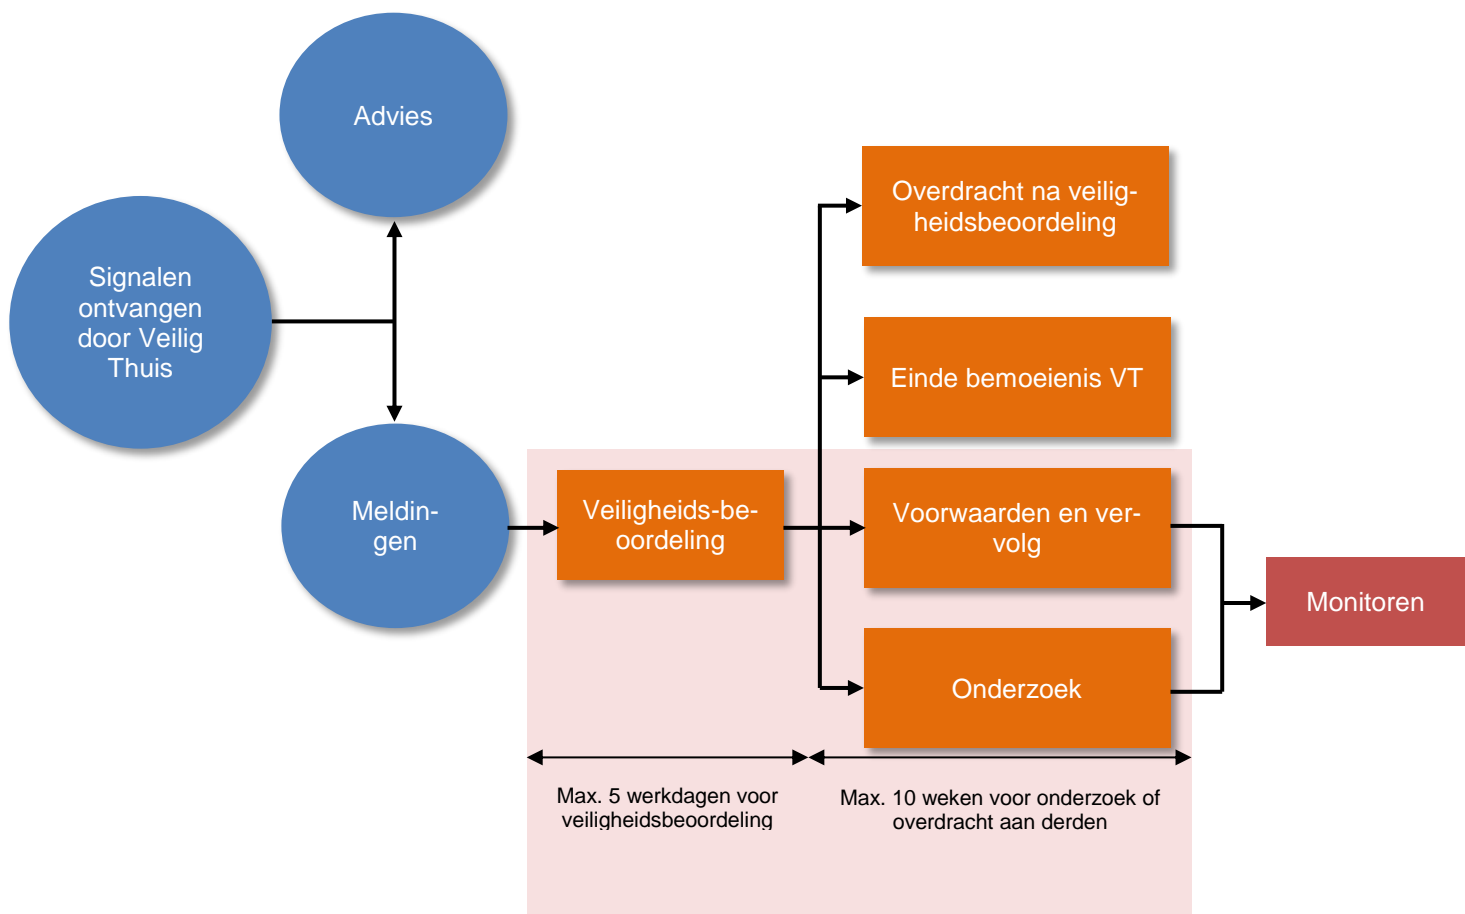 Advies
Signalen
ontvangen
door Veilig
Thuis
Meldin-
gen
Veiligheids-be-
oordeling
Overdracht na veilig-
heidsbeoordeling
Einde bemoeienis VT
Voorwaarden en ver-
volg
Onderzoek
Monitoren
Max. 5 werkdagen voor
veiligheidsbeoordeling
Max. 10 weken voor onderzoek of
overdracht aan derden